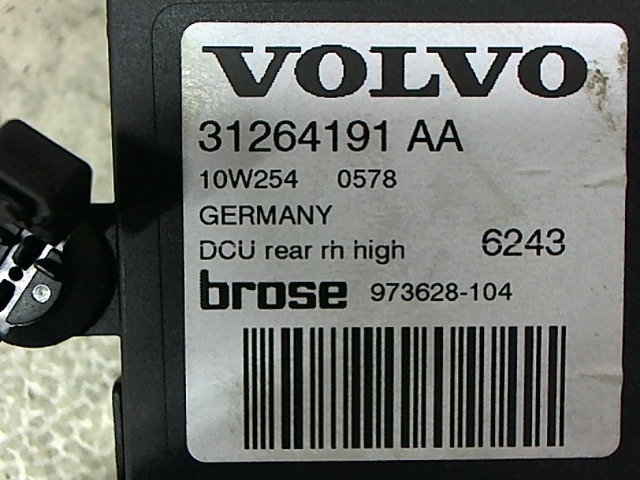 VOLVO
31264191 AA
10W254 0578
GERMANY
DCU rear rh high 6243
brose 973628-104